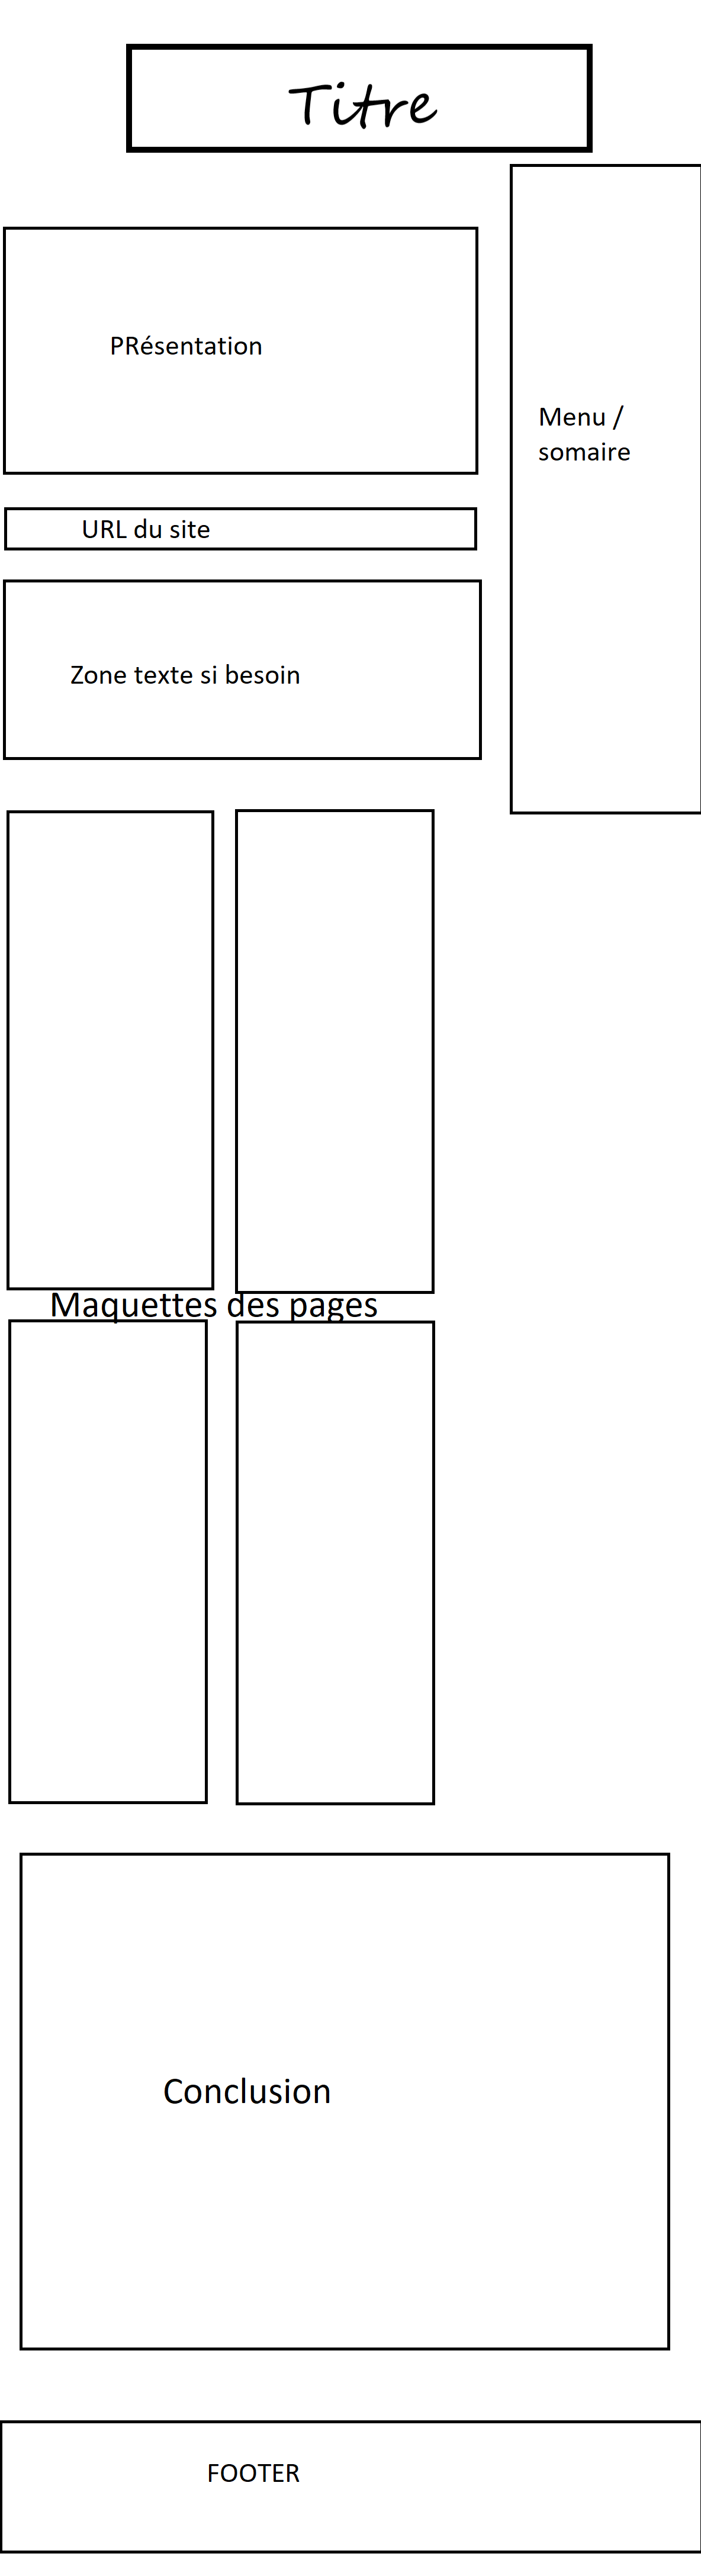 Titre
PRésentation
Menu /
somaire
URL du site
Zone texte si besoin
Maquettes des pages
Conclusion
FOOTER